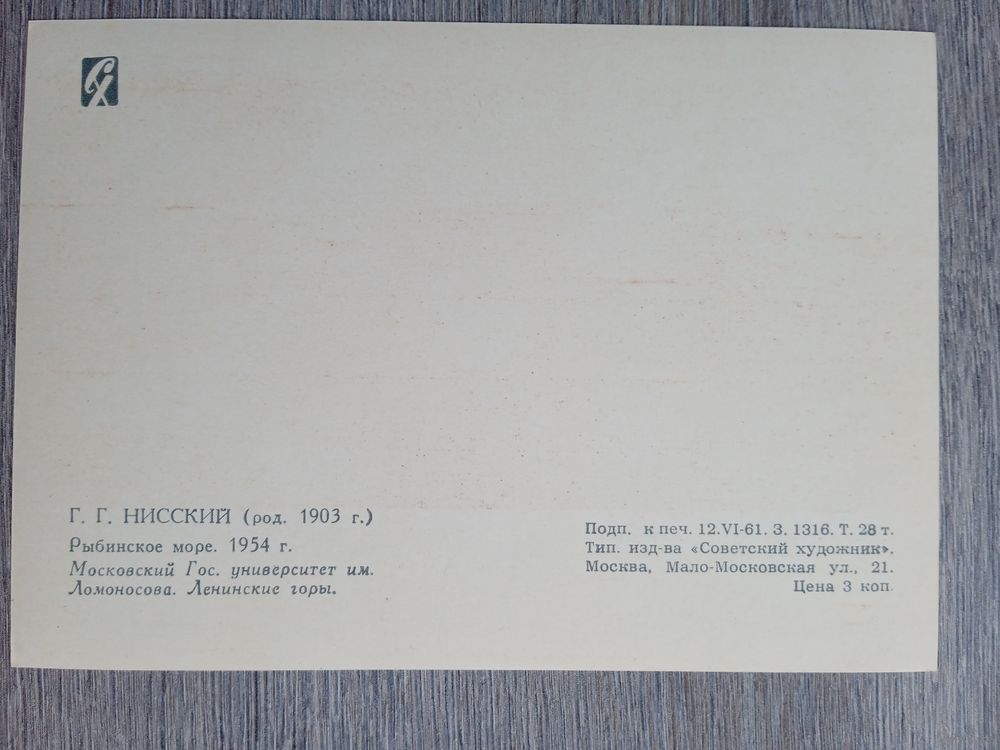 СХ
Г. Г. НИССКИЙ (род. 1903 г.)
Рыбинское море. 1954 г.
Московский Гос. университет им.
Ломоносова. Ленинские горы.
Подп. к печ. 12.VI-61. З. 1316. Т. 28 т.
Тип. изд-ва «Советский художник».
Москва, Мало-Московская ул., 21.
Цена 3 коп.